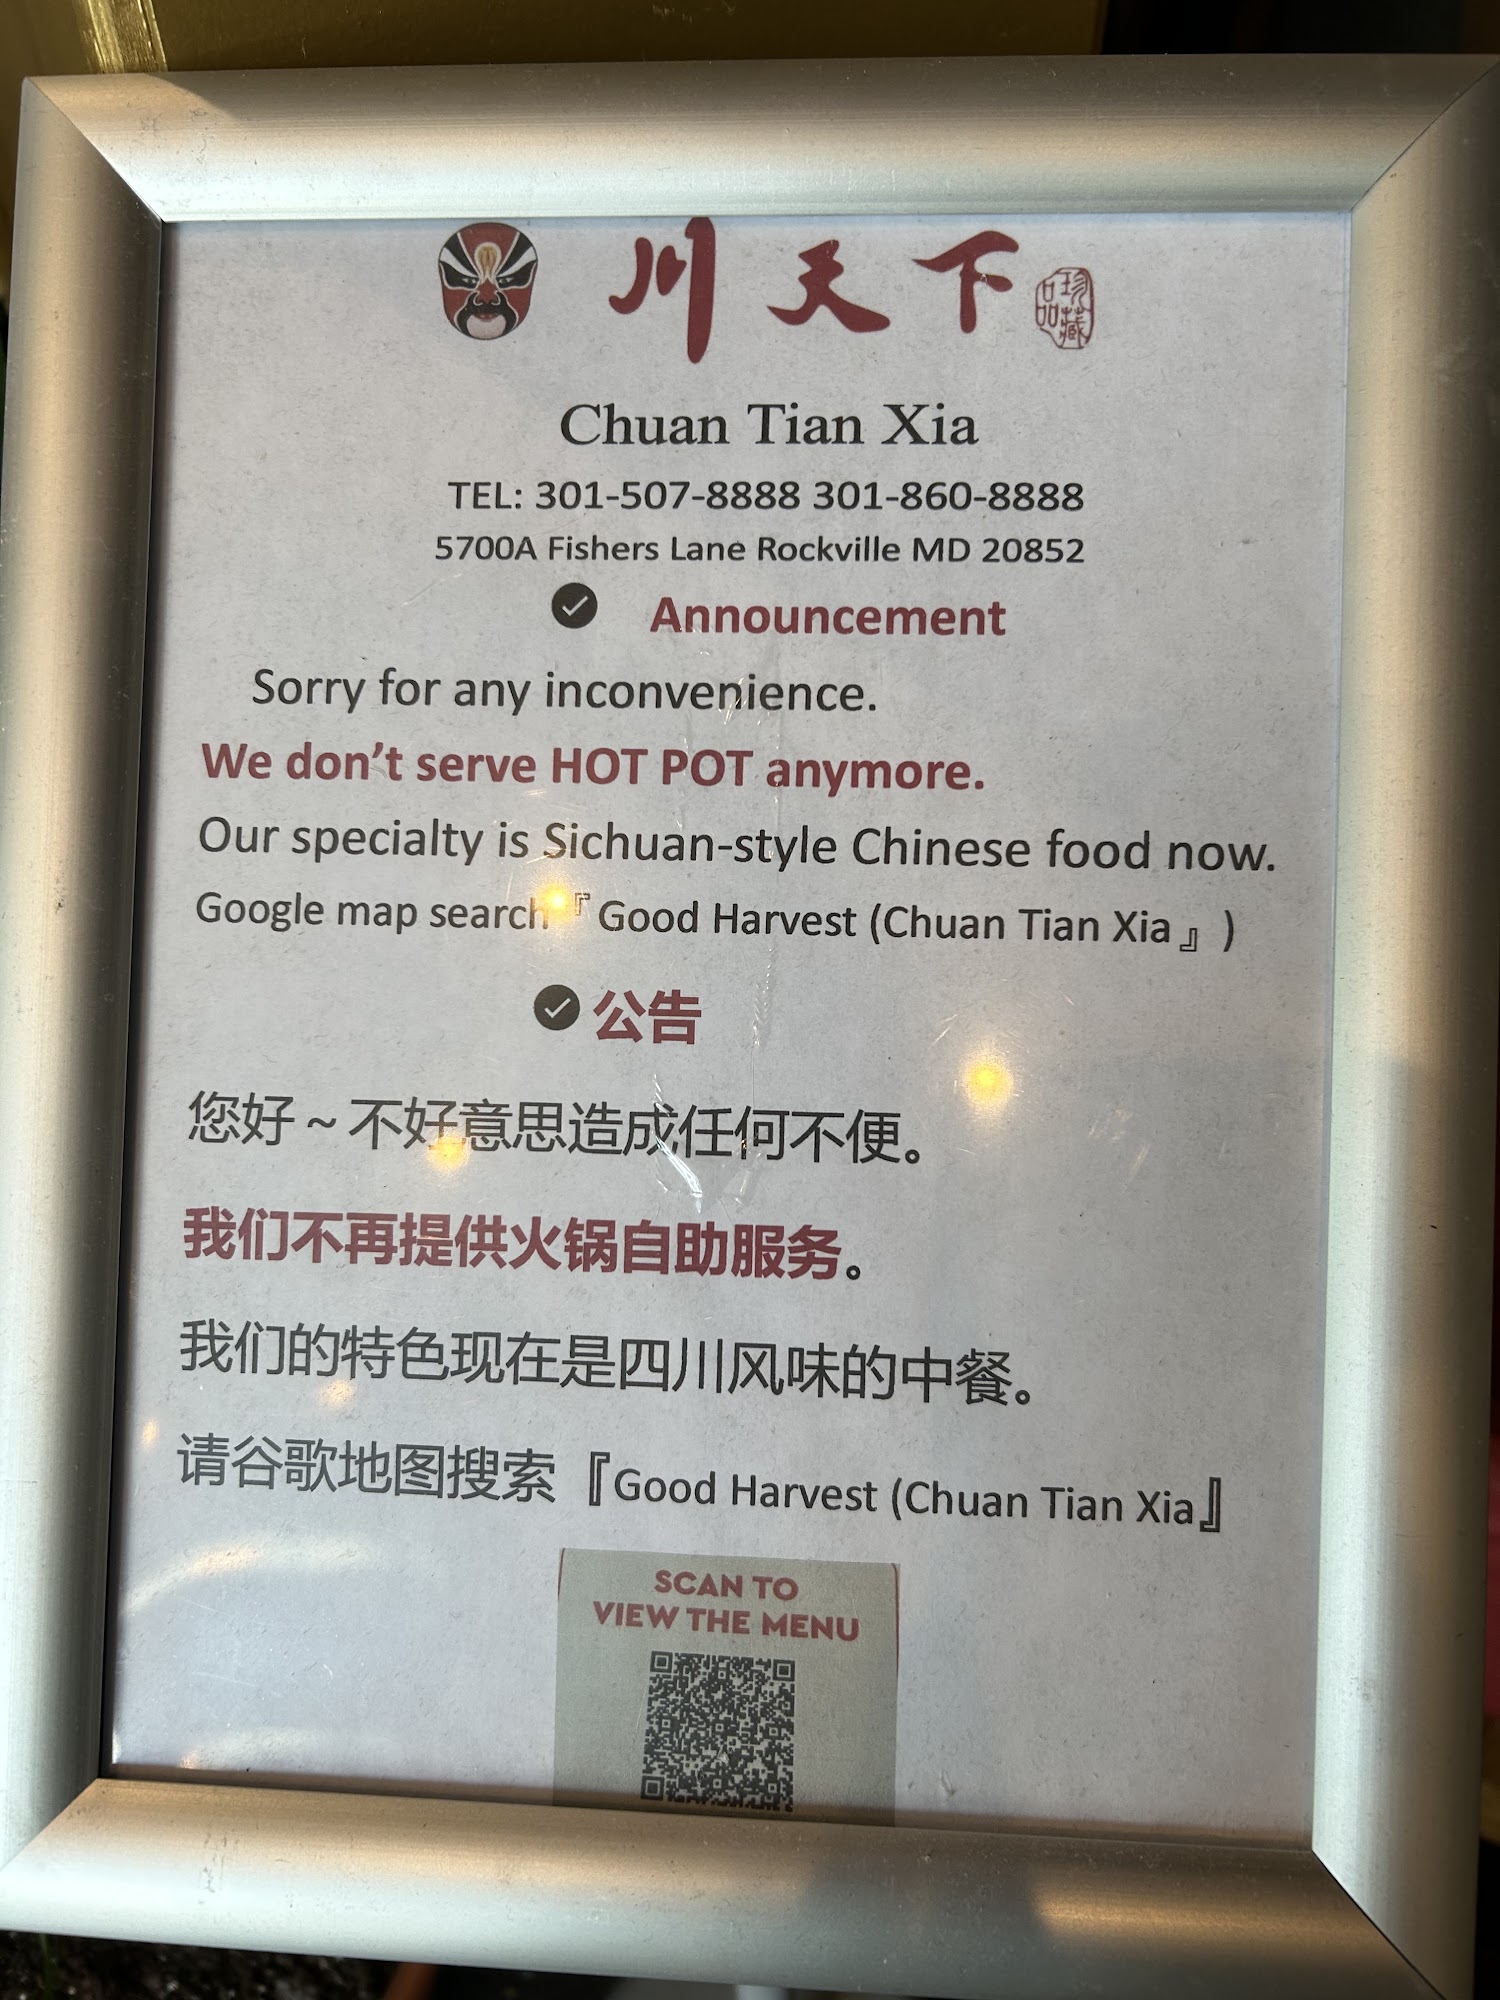 川天下
珍藏
品
Chuan Tian Xia
TEL: 301-507-8888 301-860-8888
5700A Fishers Lane Rockville MD 20852
Announcement
Sorry for any inconvenience.
We don't serve HOT POT anymore.
Our specialty is Sichuan-style Chinese food now.
Google map search『Good Harvest (Chuan Tian Xia』)
公告
您好~不好意思造成任何不便。
我们不再提供火锅自助服务。
我们的特色现在是四川风味的中餐。
请谷歌地图搜索『Good Harvest (Chuan Tian Xia』
SCAN TO
VIEW THE MENU